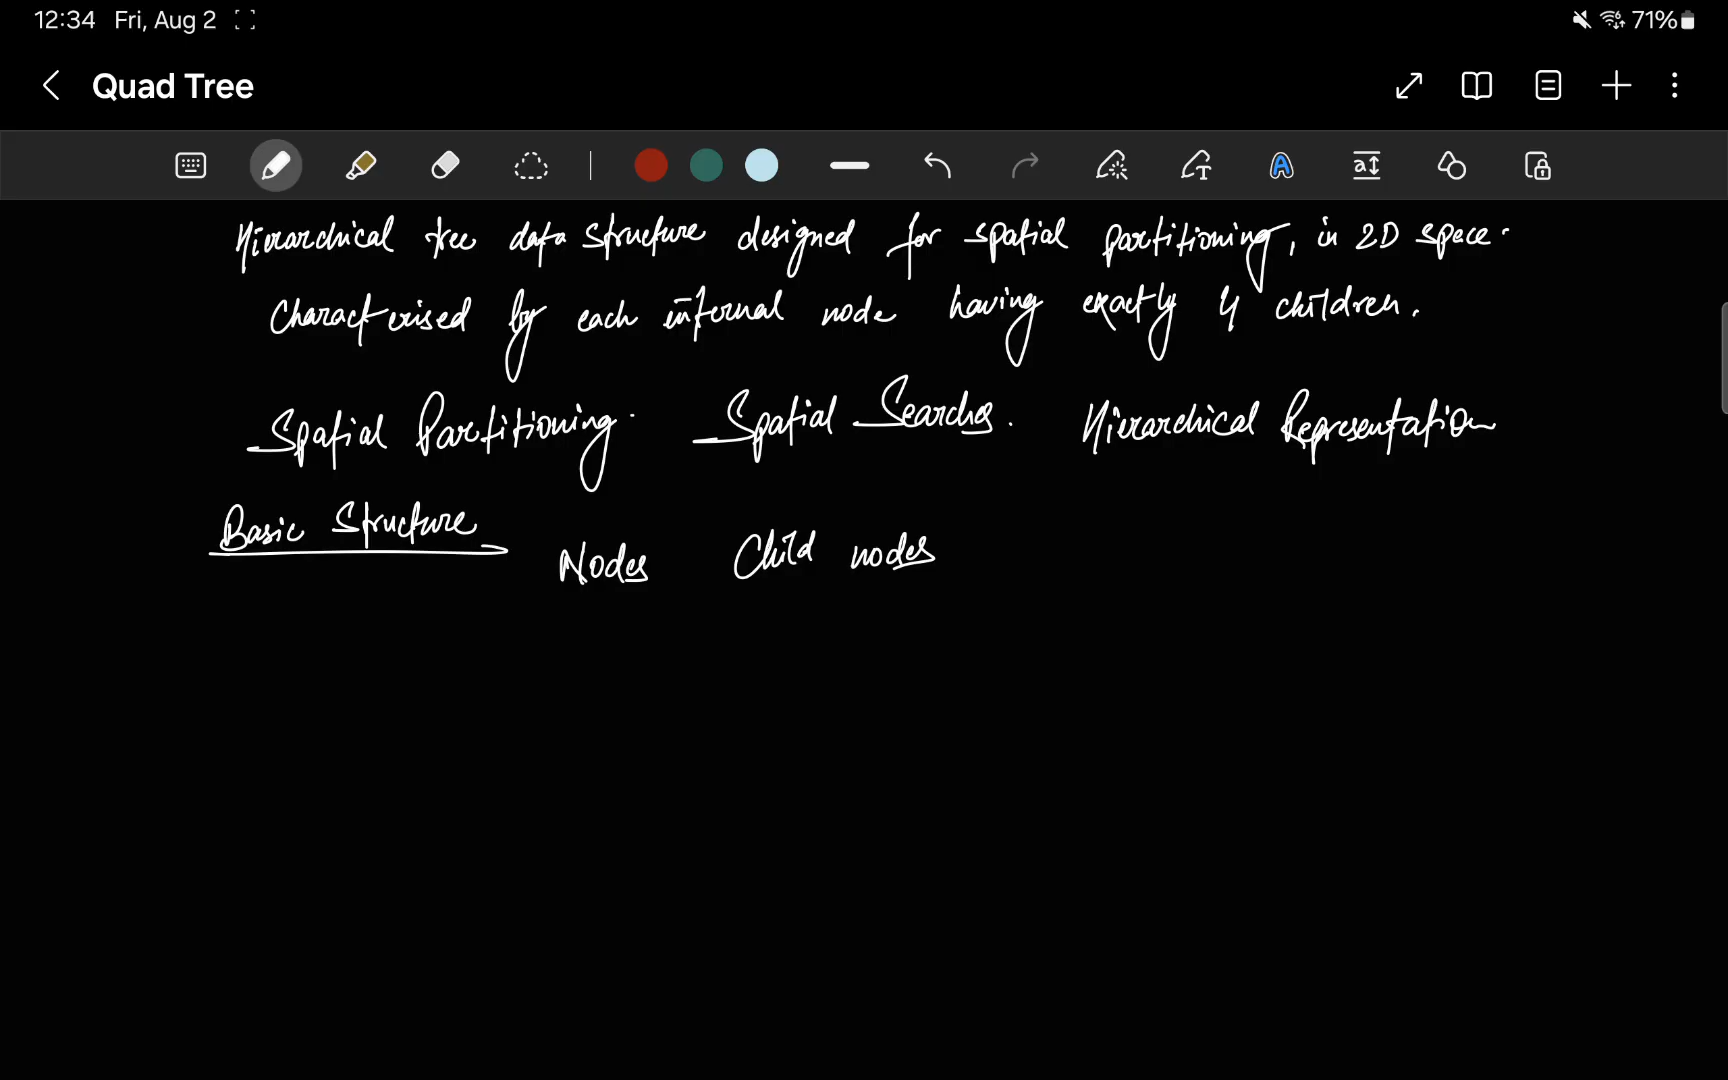 12:34 Fri, Aug 2 71%
Quad Tree
A
aI
T
Hierarchical tree data structure designed for spatial partitioning, in 2D space.
Characterised by each internal node having exactly 4 children.
Spatial Partitioning. Spatial Searches. Hierarchical Representation
Basic Structure
Nodes Child nodes